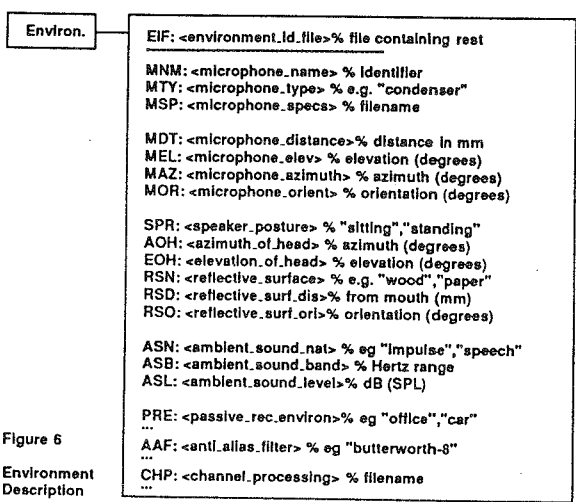 Environ.
EIF: <environment_id_file>% file containing rest
MNM: <microphone_name> % identifier
MTY: <microphone_type> % e.g. "condenser"
MSP: <microphone_specs> % filename
MDT: <microphone_distance>% distance in mm
MEL: <microphone_elev> % elevation (degrees)
MAZ: <microphone_azimuth> % azimuth (degrees)
MOR: <microphone_orient> % orientation (degrees)
SPR: <speaker_posture> % "sitting","standing"
AOH: <azimuth_of_head> % azimuth (degrees)
EOH: <elevation_of_head> % elevation (degrees)
RSN: <reflective_surface> % e.g. "wood","paper"
RSD: <reflective_surf_dis>% from mouth (mm)
RSO: <reflective_surf_ori>% orientation (degrees)
ASN: <ambient_sound_nat> % eg "impulse","speech"
ASB: <ambient_sound_band> % Hertz range
ASL: <ambient_sound_level>% dB (SPL)
PRE: <passive_rec_environ>% eg "office","car"
...
AAF: <anti_alias_filter> % eg "butterworth-8"
...
CHP: <channel_processing> % filename
...
Figure 6
Environment
Description